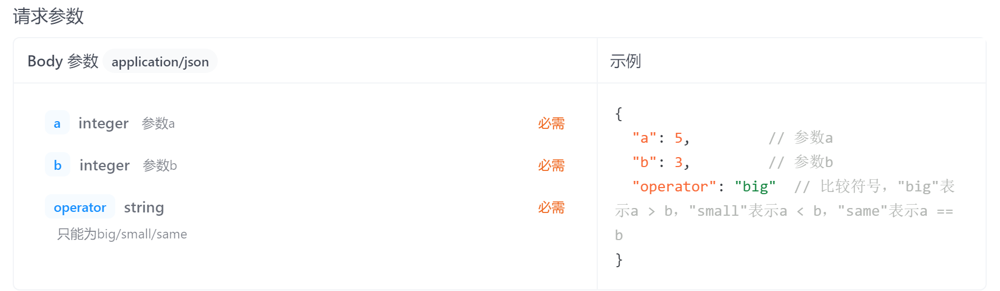 请求参数
Body 参数 application/json
a integer 参数a 必需
b integer 参数b 必需
operator string 必需
只能为big/small/same
示例
{
  "a": 5,         // 参数a
  "b": 3,         // 参数b
  "operator": "big"  // 比较符号，"big"表
示a > b，"small"表示a < b，"same"表示a ==
b
}